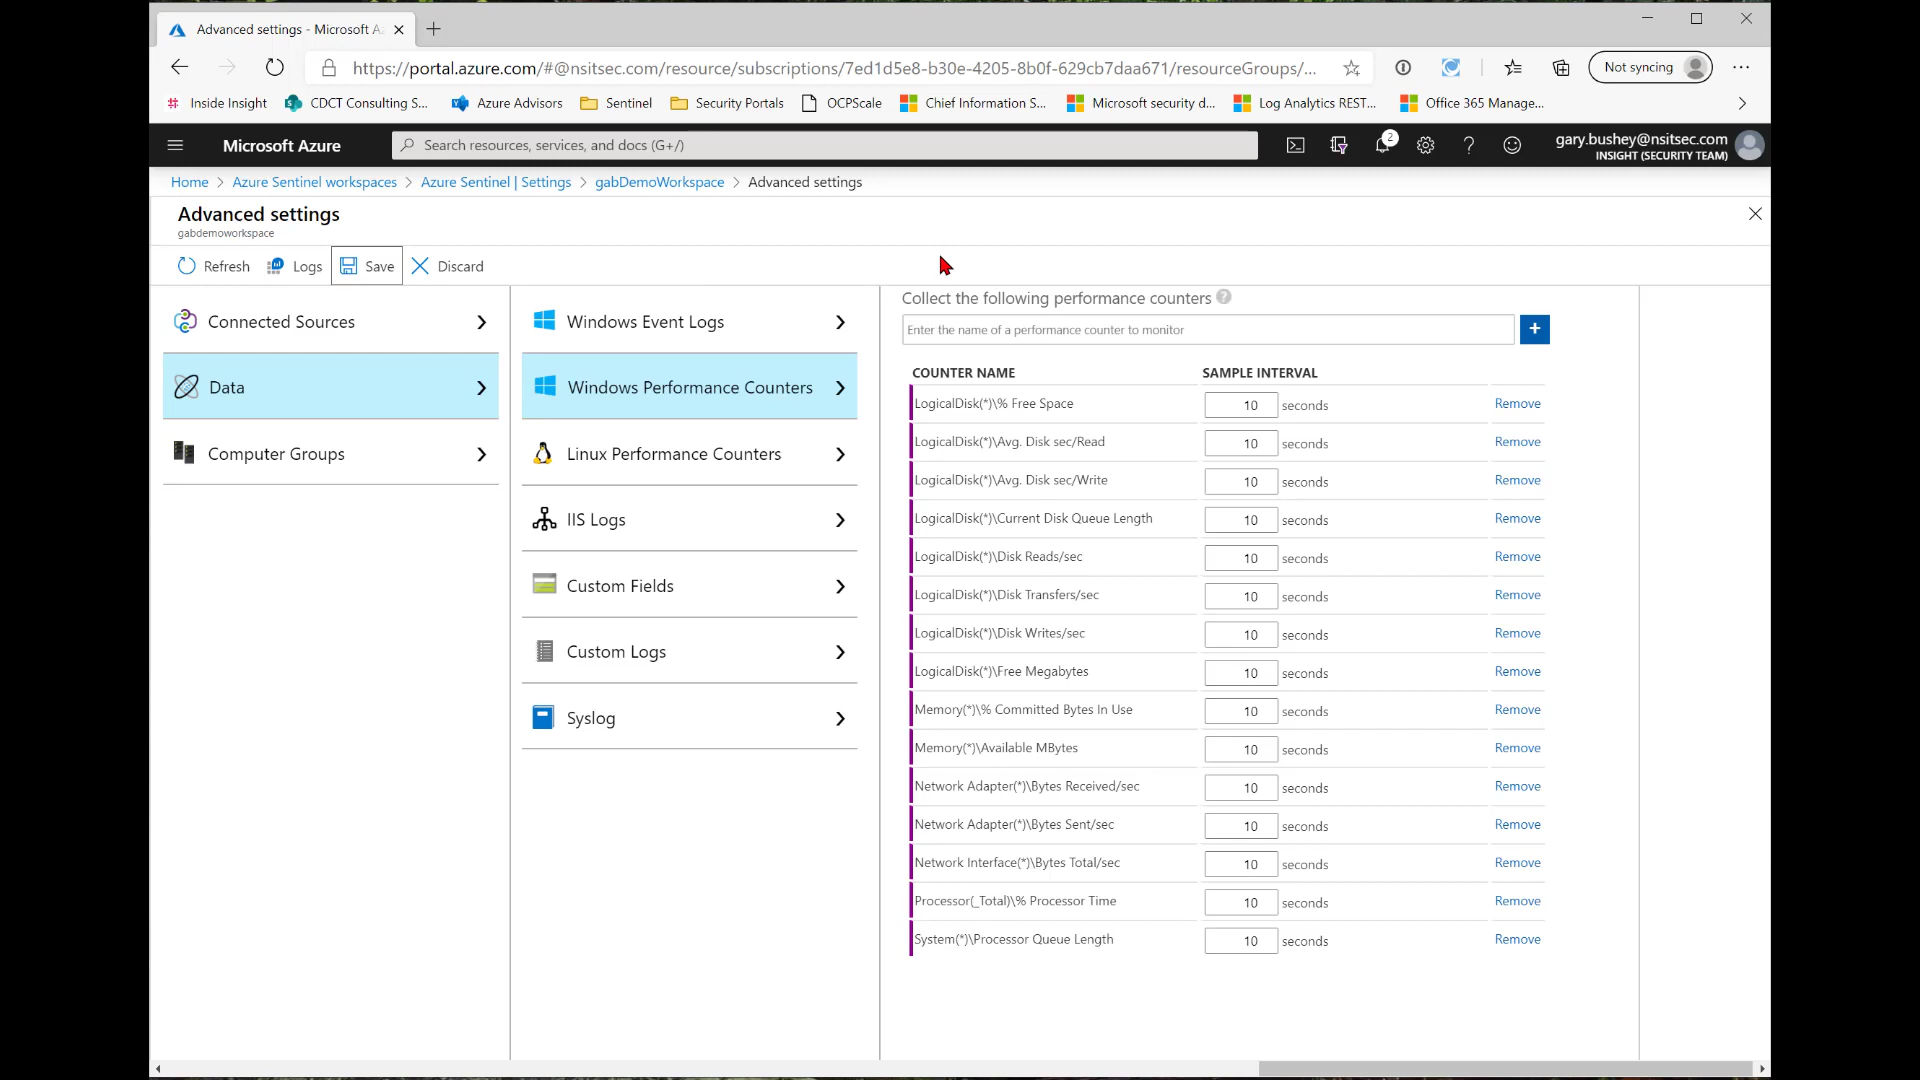 Advanced settings - Microsoft Az
https://portal.azure.com/#@nsitsec.com/resource/subscriptions/7ed1d5e8-b30e-4205-8b0f-629cb7daa671/resourceGroups/...
Not syncing
Inside Insight
CDCT Consulting S...
Azure Advisors
Sentinel
Security Portals
OCPScale
Chief Information S...
Microsoft security d...
Log Analytics REST...
Office 365 Manage...
Microsoft Azure
Search resources, services, and docs (G+/)
2
gary.bushey@nsitsec.com
INSIGHT (SECURITY TEAM)
Home > Azure Sentinel workspaces > Azure Sentinel | Settings > gabDemoWorkspace > Advanced settings
Advanced settings
gabdemoworkspace
Refresh
Logs
Save
Discard
Connected Sources
Data
Computer Groups
Windows Event Logs
Windows Performance Counters
Linux Performance Counters
IIS Logs
Custom Fields
Custom Logs
Syslog
Collect the following performance counters
Enter the name of a performance counter to monitor
COUNTER NAME SAMPLE INTERVAL
LogicalDisk(*)\% Free Space 10 seconds Remove
LogicalDisk(*)\Avg. Disk sec/Read 10 seconds Remove
LogicalDisk(*)\Avg. Disk sec/Write 10 seconds Remove
LogicalDisk(*)\Current Disk Queue Length 10 seconds Remove
LogicalDisk(*)\Disk Reads/sec 10 seconds Remove
LogicalDisk(*)\Disk Transfers/sec 10 seconds Remove
LogicalDisk(*)\Disk Writes/sec 10 seconds Remove
LogicalDisk(*)\Free Megabytes 10 seconds Remove
Memory(*)\% Committed Bytes In Use 10 seconds Remove
Memory(*)\Available MBytes 10 seconds Remove
Network Adapter(*)\Bytes Received/sec 10 seconds Remove
Network Adapter(*)\Bytes Sent/sec 10 seconds Remove
Network Interface(*)\Bytes Total/sec 10 seconds Remove
Processor(_Total)\% Processor Time 10 seconds Remove
System(*)\Processor Queue Length 10 seconds Remove